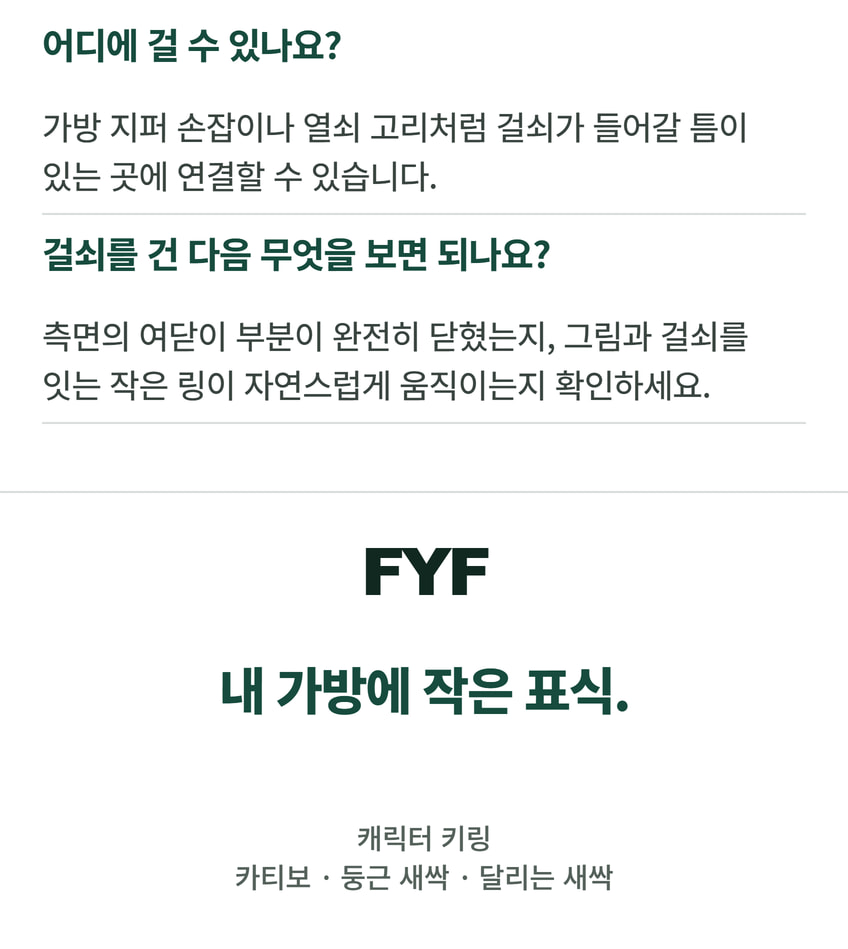 어디에 걸 수 있나요?
가방 지퍼 손잡이나 열쇠 고리처럼 걸쇠가 들어갈 틈이
있는 곳에 연결할 수 있습니다.
걸쇠를 건 다음 무엇을 보면 되나요?
측면의 여닫이 부분이 완전히 닫혔는지, 그림과 걸쇠를
잇는 작은 링이 자연스럽게 움직이는지 확인하세요.
FYF
내 가방에 작은 표식.
캐릭터 키링
카티보 · 둥근 새싹 · 달리는 새싹